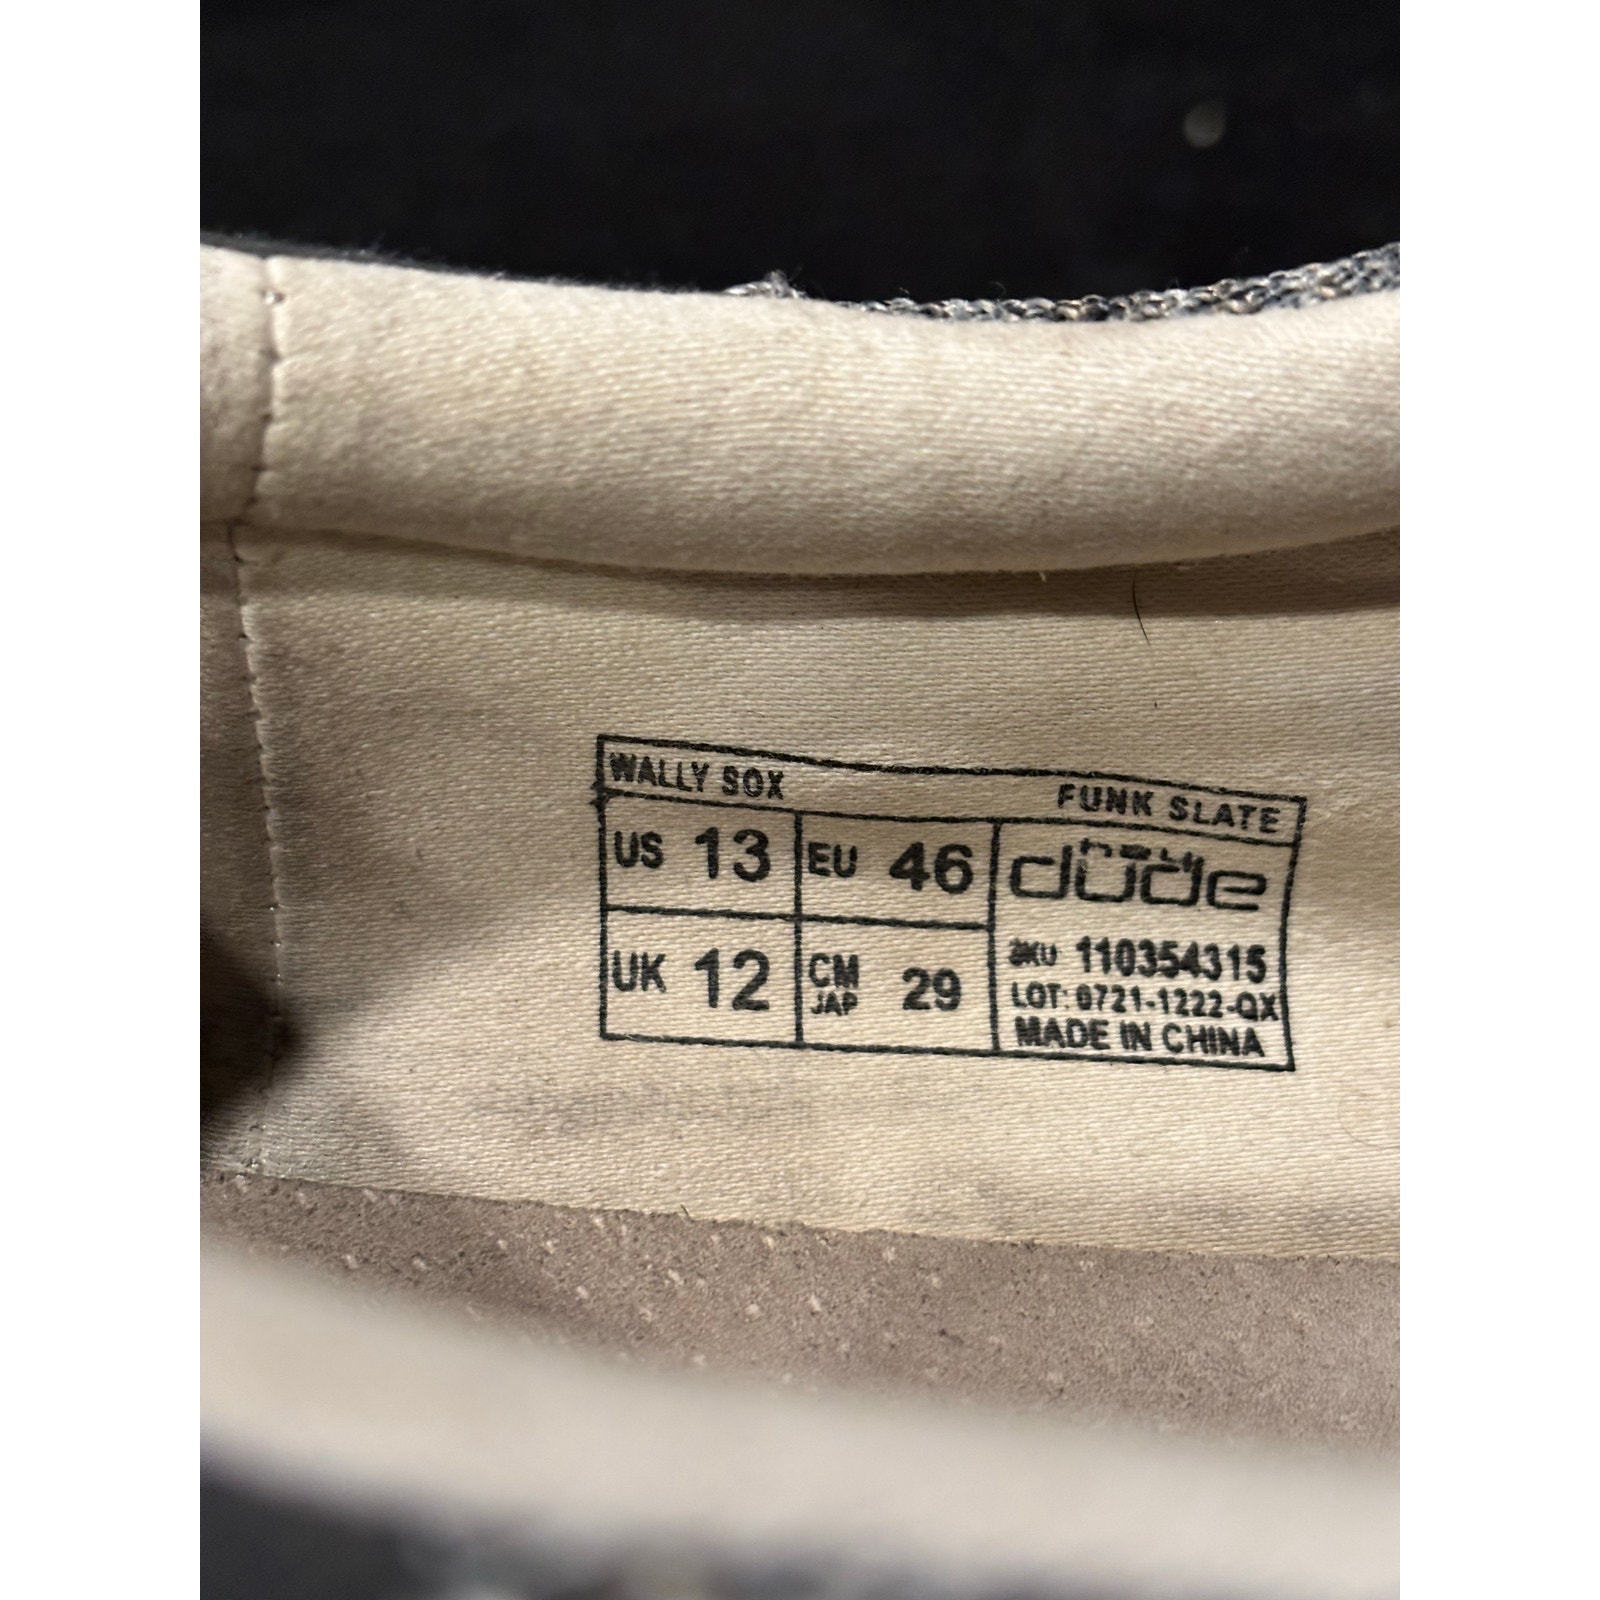 WALLY SOX FUNK SLATE
US 13 EU 46 hey dude
UK 12 CM JAP 29 SKU 110354315
LOT: 0721-1222-QX
MADE IN CHINA